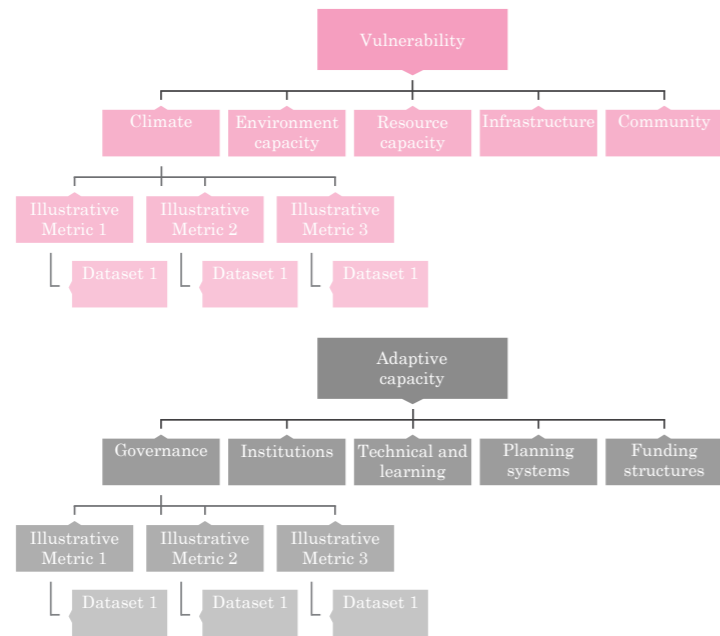 Vulnerability
Climate
Environment
capacity
Resource
capacity
Infrastructure
Community
Illustrative
Metric 1
Illustrative
Metric 2
Illustrative
Metric 3
Dataset 1
Dataset 1
Dataset 1
Adaptive
capacity
Governance
Institutions
Technical and
learning
Planning
systems
Funding
structures
Illustrative
Metric 1
Illustrative
Metric 2
Illustrative
Metric 3
Dataset 1
Dataset 1
Dataset 1